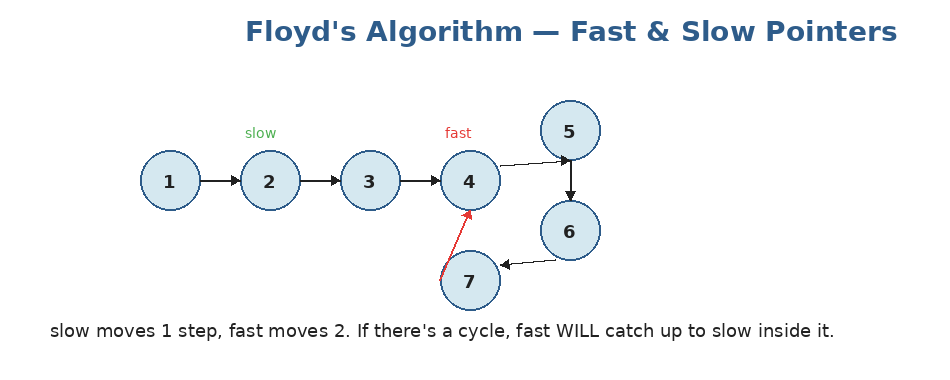 Floyd's Algorithm — Fast & Slow Pointers
slow
fast
5
1
2
3
4
6
7
slow moves 1 step, fast moves 2. If there's a cycle, fast WILL catch up to slow inside it.